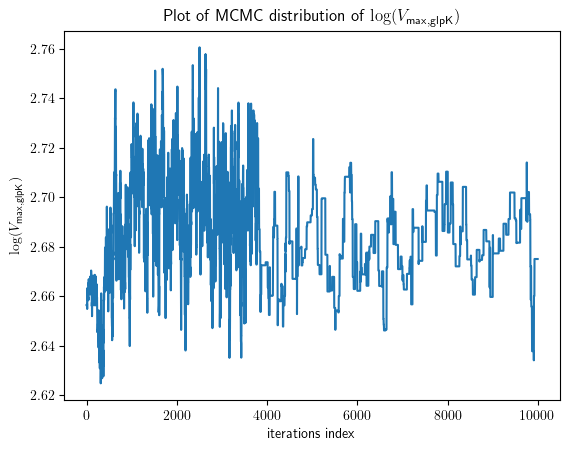 Plot of MCMC distribution of log(V_max,glpK)
log(V_max,glpK)
2.76
2.74
2.72
2.70
2.68
2.66
2.64
2.62
0 2000 4000 6000 8000 10000
iterations index